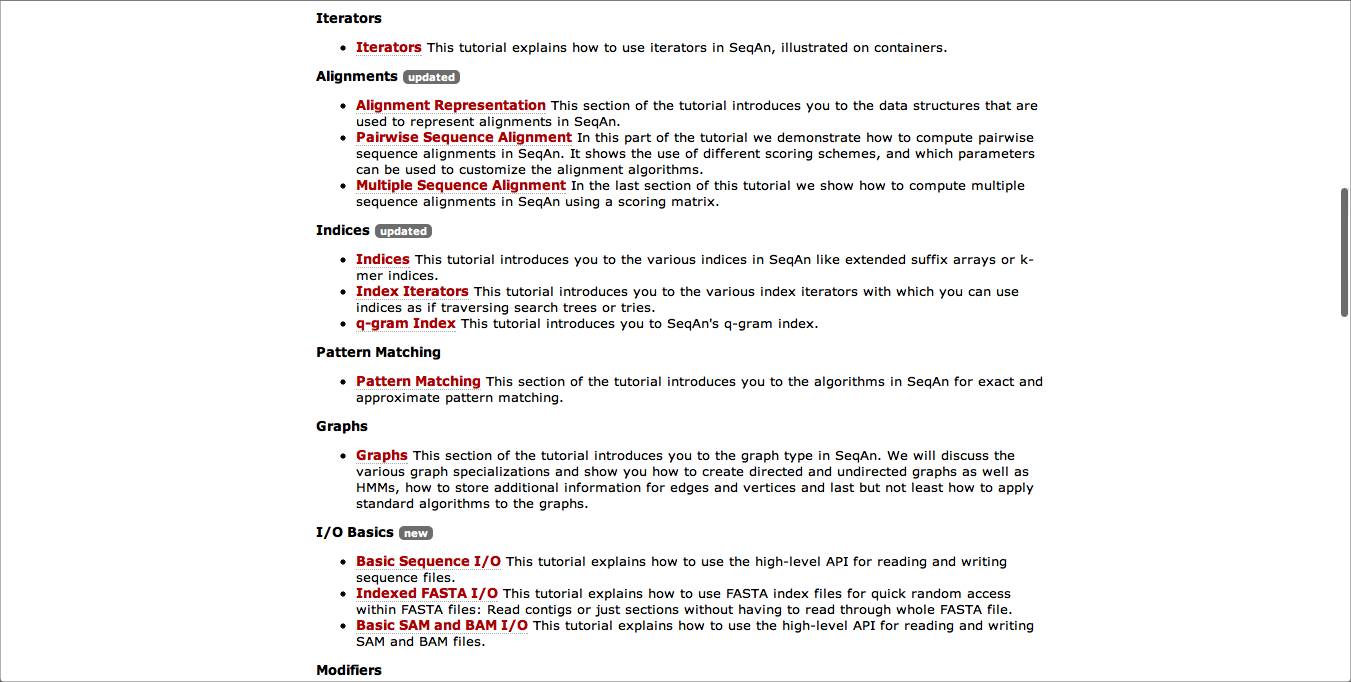 Iterators
Iterators This tutorial explains how to use iterators in SeqAn, illustrated on containers.
Alignments updated
Alignment Representation This section of the tutorial introduces you to the data structures that are
used to represent alignments in SeqAn.
Pairwise Sequence Alignment In this part of the tutorial we demonstrate how to compute pairwise
sequence alignments in SeqAn. It shows the use of different scoring schemes, and which parameters
can be used to customize the alignment algorithms.
Multiple Sequence Alignment In the last section of this tutorial we show how to compute multiple
sequence alignments in SeqAn using a scoring matrix.
Indices updated
Indices This tutorial introduces you to the various indices in SeqAn like extended suffix arrays or k-
mer indices.
Index Iterators This tutorial introduces you to the various index iterators with which you can use
indices as if traversing search trees or tries.
q-gram Index This tutorial introduces you to SeqAn's q-gram index.
Pattern Matching
Pattern Matching This section of the tutorial introduces you to the algorithms in SeqAn for exact and
approximate pattern matching.
Graphs
Graphs This section of the tutorial introduces you to the graph type in SeqAn. We will discuss the
various graph specializations and show you how to create directed and undirected graphs as well as
HMMs, how to store additional information for edges and vertices and last but not least how to apply
standard algorithms to the graphs.
I/O Basics new
Basic Sequence I/O This tutorial explains how to use the high-level API for reading and writing
sequence files.
Indexed FASTA I/O This tutorial explains how to use FASTA index files for quick random access
within FASTA files: Read contigs or just sections without having to read through whole FASTA file.
Basic SAM and BAM I/O This tutorial explains how to use the high-level API for reading and writing
SAM and BAM files.
Modifiers